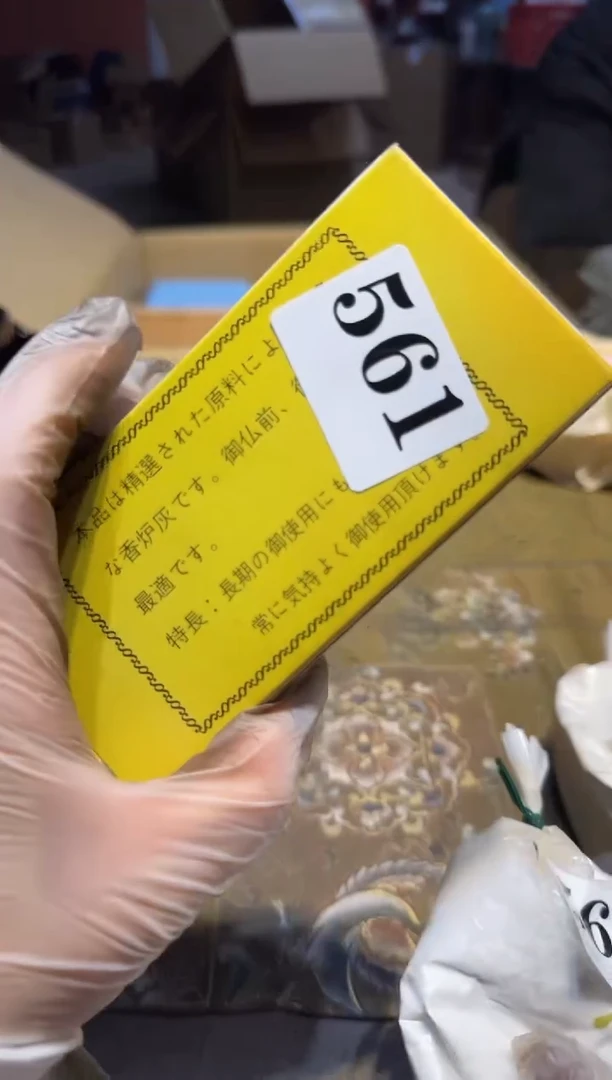 561
本品は精選された原料によ
な香炉灰です。御仏前、
最適です。
特長：長期の御使用にも
常に気持よく御使用頂けます
6